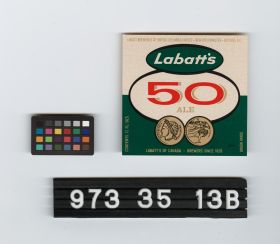 Labatt's
50
ALE
LABATT'S OF CANADA - BREWERS SINCE 1828
973 35 13B